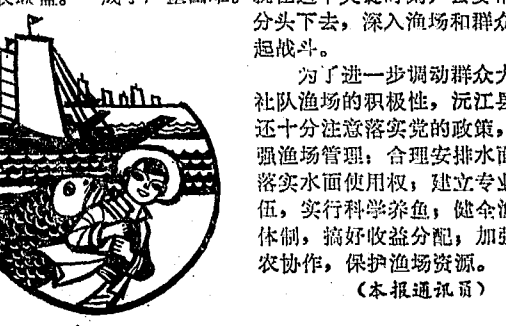 分头下去，深入渔场和群众
起战斗。
为了进一步调动群众大
社队渔场的积极性，沅江县
还十分注意落实党的政策，
强渔场管理；合理安排水面
落实水面使用权；建立专业
伍，实行科学养鱼；健全
体制，搞好收益分配；加强
农协作，保护渔场资源。
（本报通讯员）